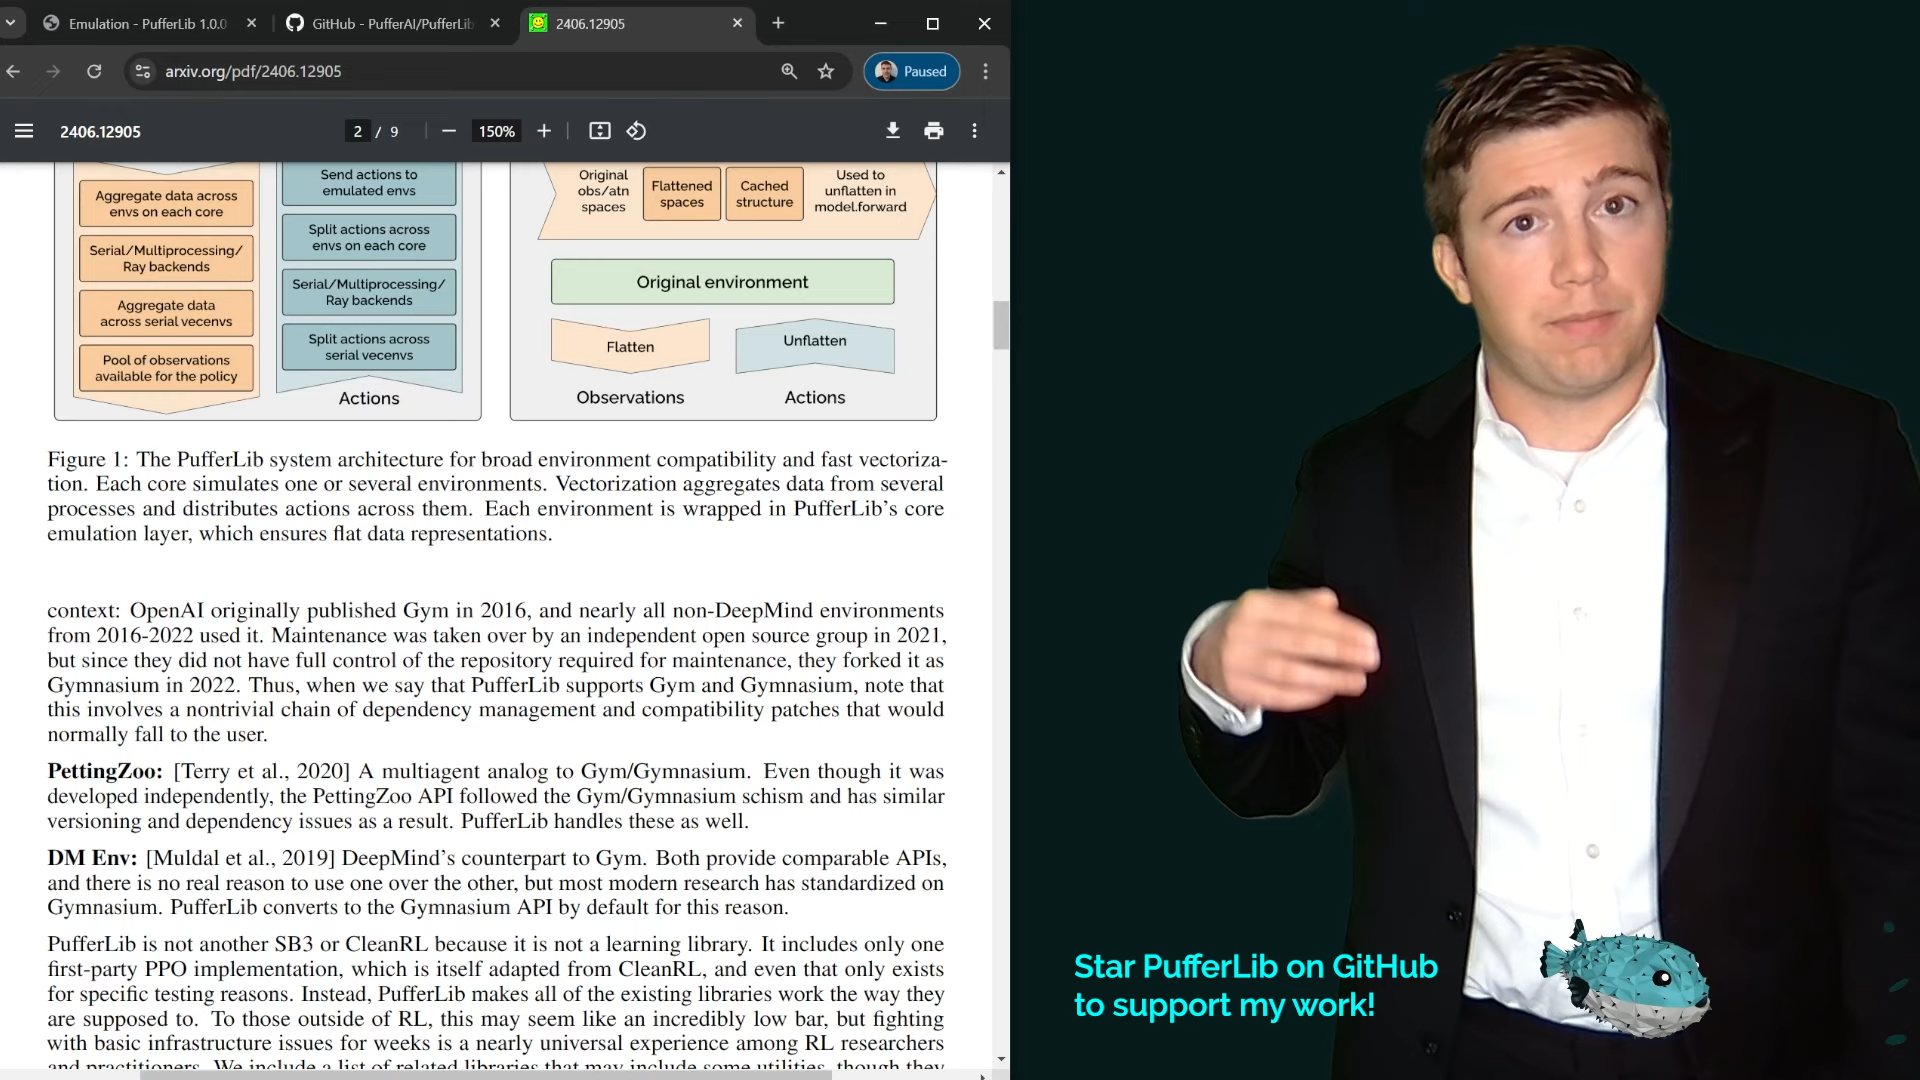 Emulation - PufferLib 1.0.0
GitHub - PufferAI/PufferLib
2406.12905
arxiv.org/pdf/2406.12905
Paused
2406.12905
2 / 9
150%
Aggregate data across
envs on each core
Serial/Multiprocessing/
Ray backends
Aggregate data
across serial vecenvs
Pool of observations
available for the policy
Send actions to
emulated envs
Split actions across
envs on each core
Serial/Multiprocessing/
Ray backends
Split actions across
serial vecenvs
Actions
Original
obs/atn
spaces
Flattened
spaces
Cached
structure
Used to
unflatten in
model.forward
Original environment
Flatten
Unflatten
Observations
Actions
Figure 1: The PufferLib system architecture for broad environment compatibility and fast vectoriza-
tion. Each core simulates one or several environments. Vectorization aggregates data from several
processes and distributes actions across them. Each environment is wrapped in PufferLib's core
emulation layer, which ensures flat data representations.
context: OpenAI originally published Gym in 2016, and nearly all non-DeepMind environments
from 2016-2022 used it. Maintenance was taken over by an independent open source group in 2021,
but since they did not have full control of the repository required for maintenance, they forked it as
Gymnasium in 2022. Thus, when we say that PufferLib supports Gym and Gymnasium, note that
this involves a nontrivial chain of dependency management and compatibility patches that would
normally fall to the user.
PettingZoo: [Terry et al., 2020] A multiagent analog to Gym/Gymnasium. Even though it was
developed independently, the PettingZoo API followed the Gym/Gymnasium schism and has similar
versioning and dependency issues as a result. PufferLib handles these as well.
DM Env: [Muldal et al., 2019] DeepMind's counterpart to Gym. Both provide comparable APIs,
and there is no real reason to use one over the other, but most modern research has standardized on
Gymnasium. PufferLib converts to the Gymnasium API by default for this reason.
PufferLib is not another SB3 or CleanRL because it is not a learning library. It includes only one
first-party PPO implementation, which is itself adapted from CleanRL, and even that only exists
for specific testing reasons. Instead, PufferLib makes all of the existing libraries work the way they
are supposed to. To those outside of RL, this may seem like an incredibly low bar, but fighting
with basic infrastructure issues for weeks is a nearly universal experience among RL researchers
and practitioners. We include a list of related libraries that may include some utilities, though they
Star PufferLib on GitHub
to support my work!